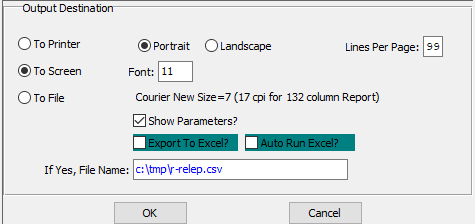 Output Destination
To Printer Portrait Landscape Lines Per Page: 99
To Screen Font: 11
To File Courier New Size=7 (17 cpi for 132 column Report)
Show Parameters?
Export To Excel? Auto Run Excel?
If Yes, File Name: c:\tmp\r-relep.csv
OK Cancel